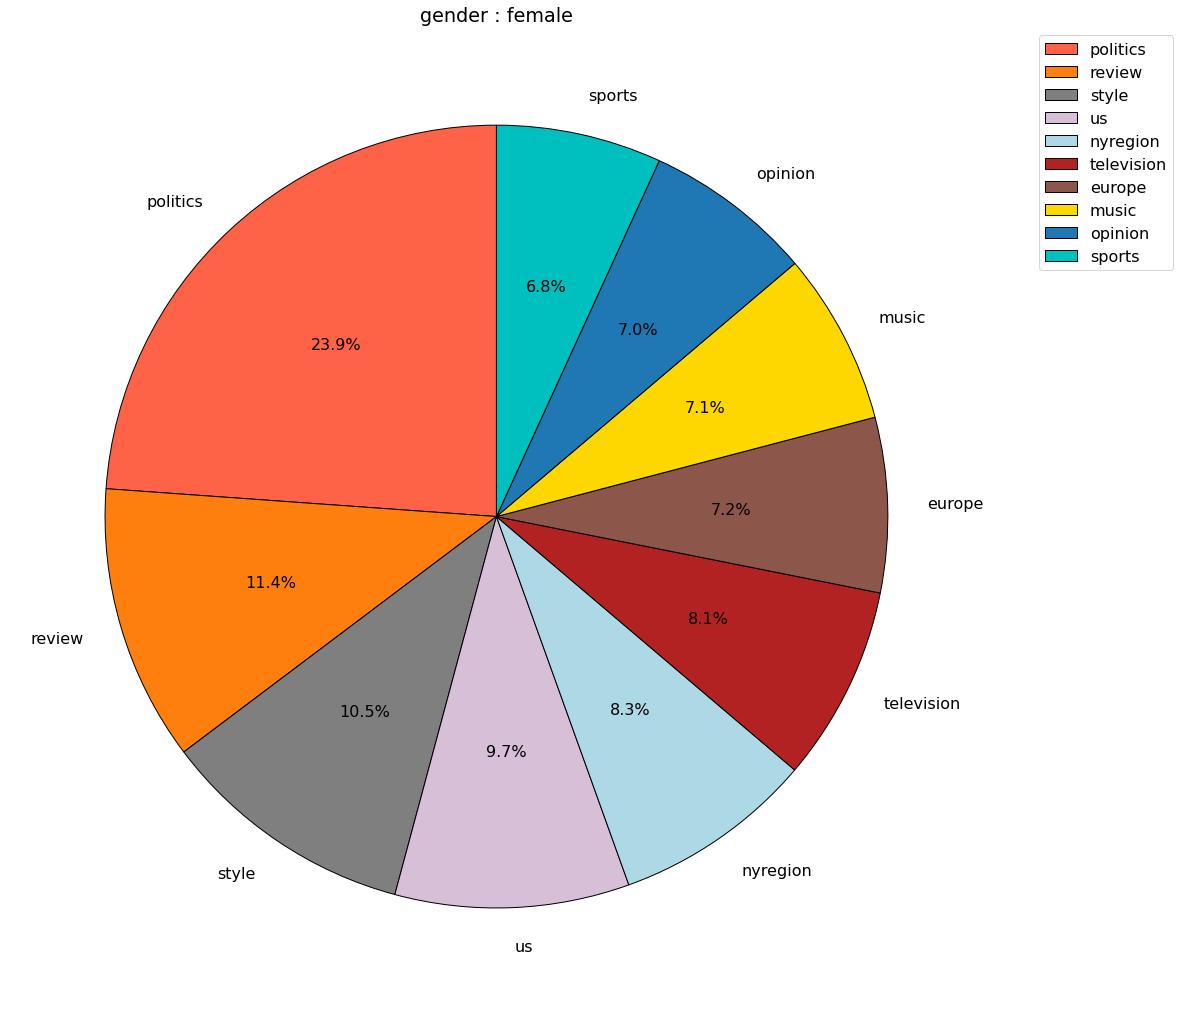 gender : female
politics
review
style
us
nyregion
television
europe
music
opinion
sports
sports
opinion
politics
6.8%
music
7.0%
23.9%
7.1%
europe
7.2%
11.4%
8.1%
review
television
10.5%
8.3%
9.7%
style
nyregion
us